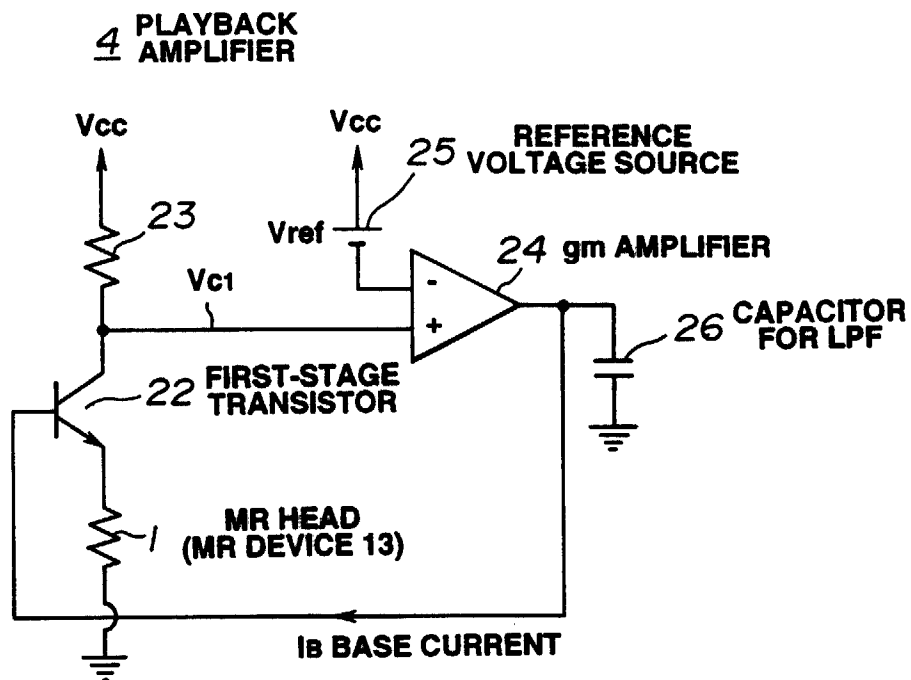 4 PLAYBACK
AMPLIFIER
Vcc
Vcc
25 REFERENCE
VOLTAGE SOURCE
23
Vref
24 gm AMPLIFIER
Vc1
-
+
26 CAPACITOR
FOR LPF
22 FIRST-STAGE
TRANSISTOR
1 MR HEAD
(MR DEVICE 13)
IB BASE CURRENT